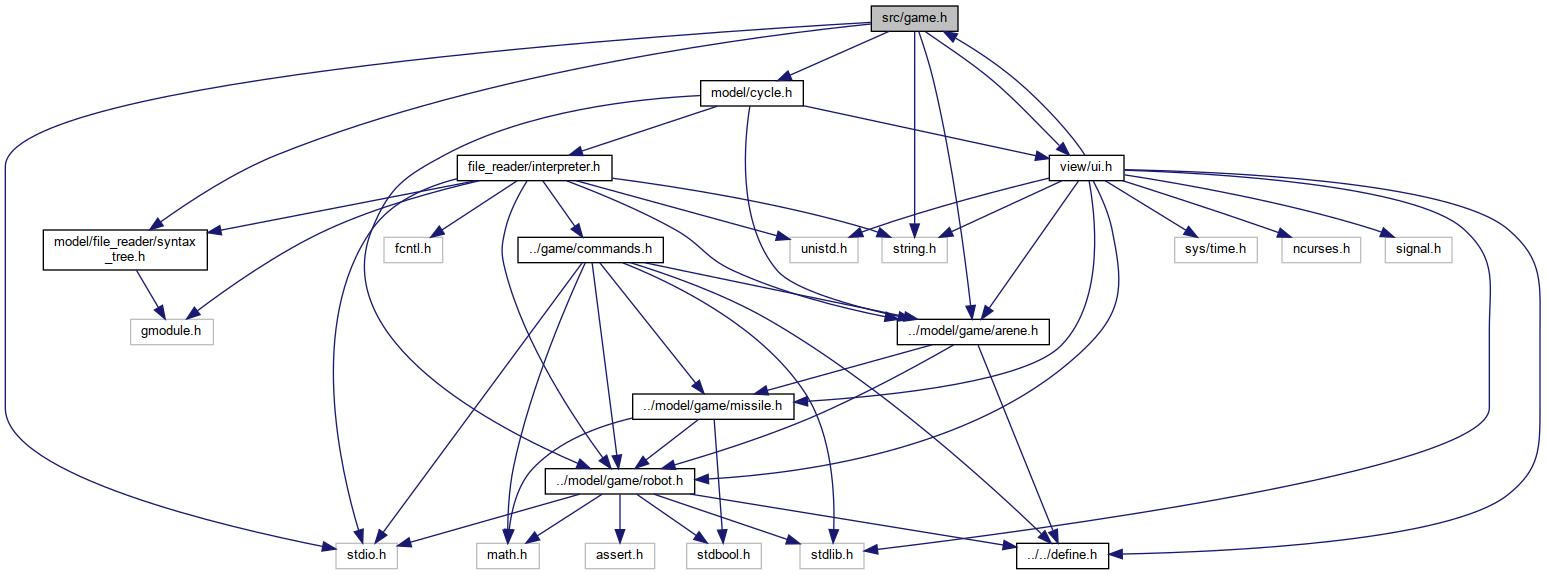 src/game.h
model/cycle.h
file_reader/interpreter.h
view/ui.h
model/file_reader/syntax
_tree.h
fcntl.h
../game/commands.h
unistd.h
string.h
sys/time.h
ncurses.h
signal.h
gmodule.h
../model/game/arene.h
../model/game/missile.h
../model/game/robot.h
stdio.h
math.h
assert.h
stdbool.h
stdlib.h
../../define.h